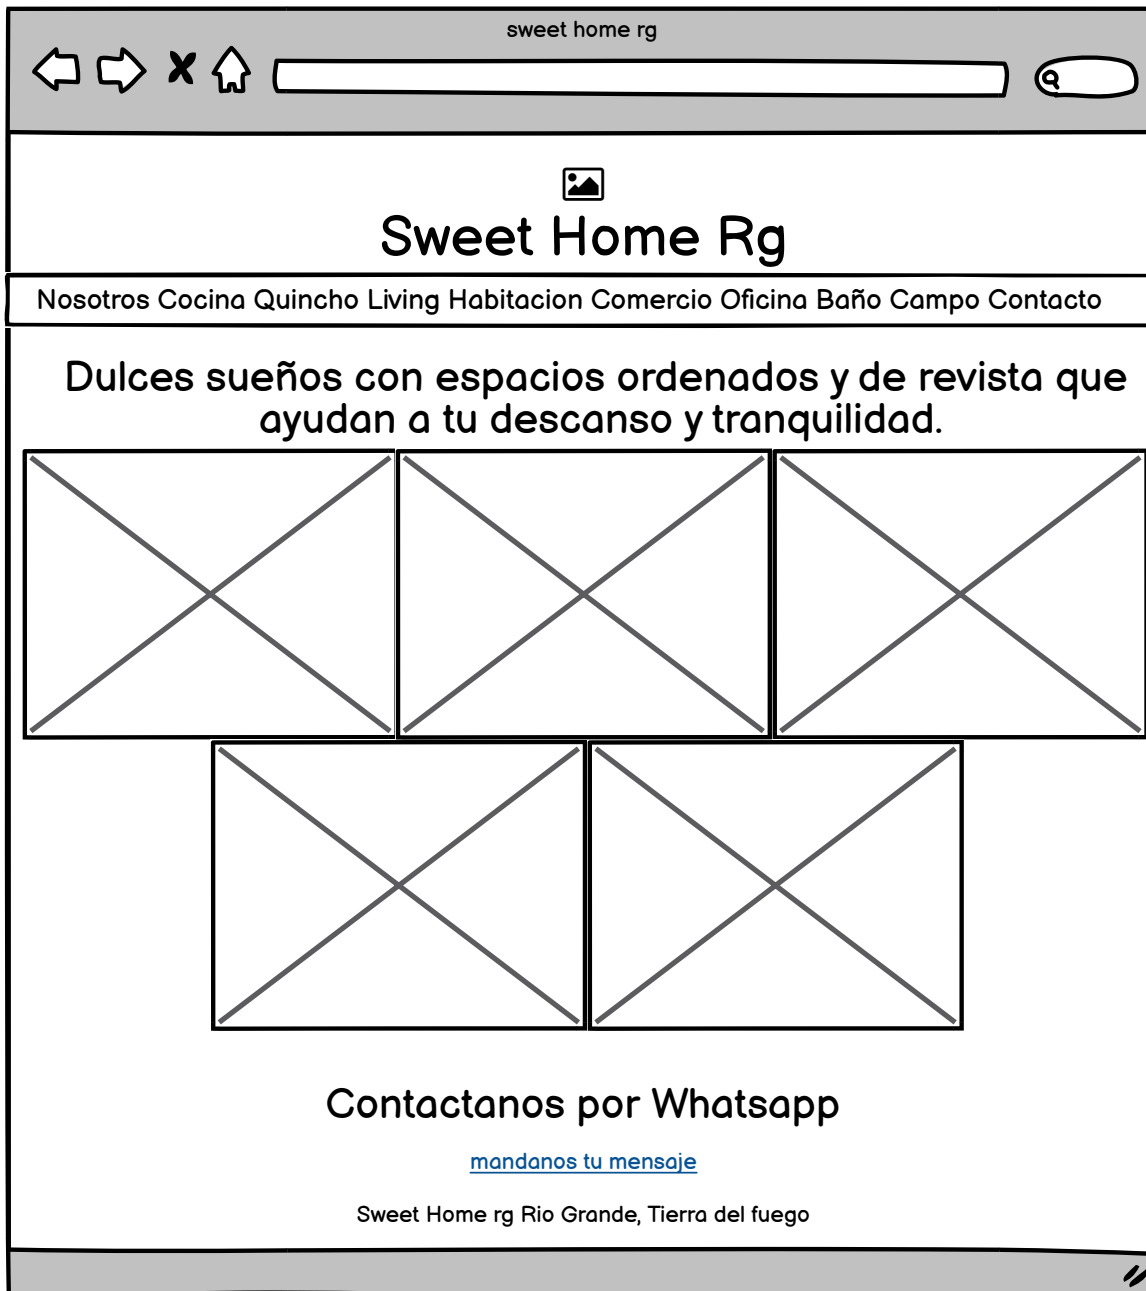 sweet home rg
Sweet Home Rg
Nosotros Cocina Quincho Living Habitacion Comercio Oficina Baño Campo Contacto
Dulces sueños con espacios ordenados y de revista que
ayudan a tu descanso y tranquilidad.
Contactanos por Whatsapp
mandanos tu mensaje
Sweet Home rg Rio Grande, Tierra del fuego